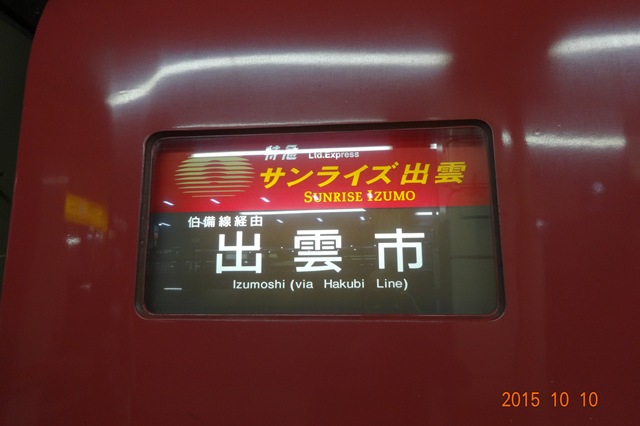 特急 Ltd.Express
サンライズ出雲
SUNRISE IZUMO
伯備線経由
出雲市
Izumoshi (via Hakubi Line)
2015 10 10